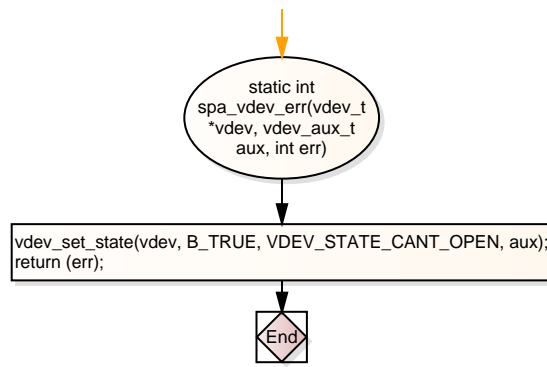 static int
spa_vdev_err(vdev_t
*vdev, vdev_aux_t
aux, int err)
vdev_set_state(vdev, B_TRUE, VDEV_STATE_CANT_OPEN, aux);
return (err);
End